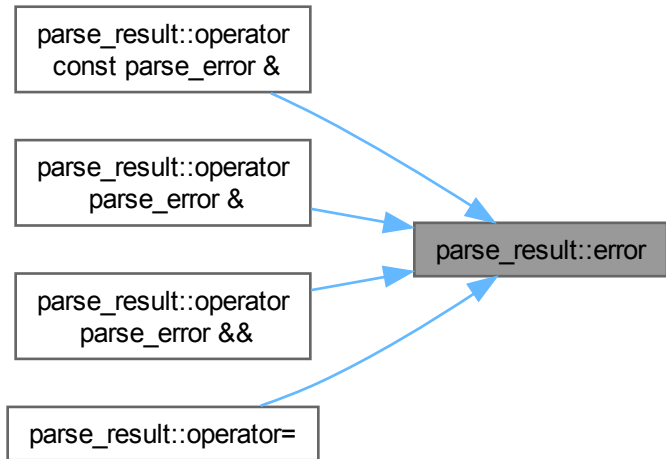 parse_result::operator
const parse_error &
parse_result::operator
parse_error &
parse_result::error
parse_result::operator
parse_error &&
parse_result::operator=